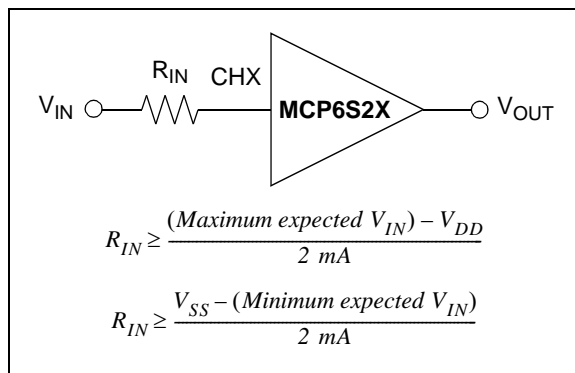 R_IN CHX
V_IN MCP6S2X V_OUT
R_IN ≥ (Maximum expected V_IN) – V_DD / 2 mA
R_IN ≥ V_SS – (Minimum expected V_IN) / 2 mA